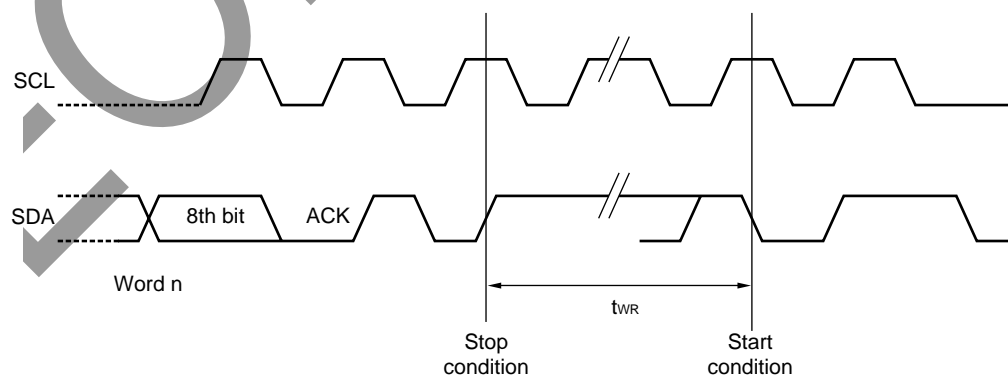 SCL
SDA
8th bit
ACK
Word n
tWR
Stop
condition
Start
condition